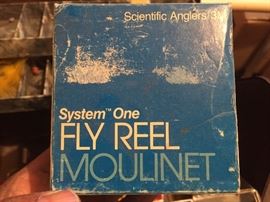 Scientific Anglers/3M
System™ One
FLY REEL
MOULINET